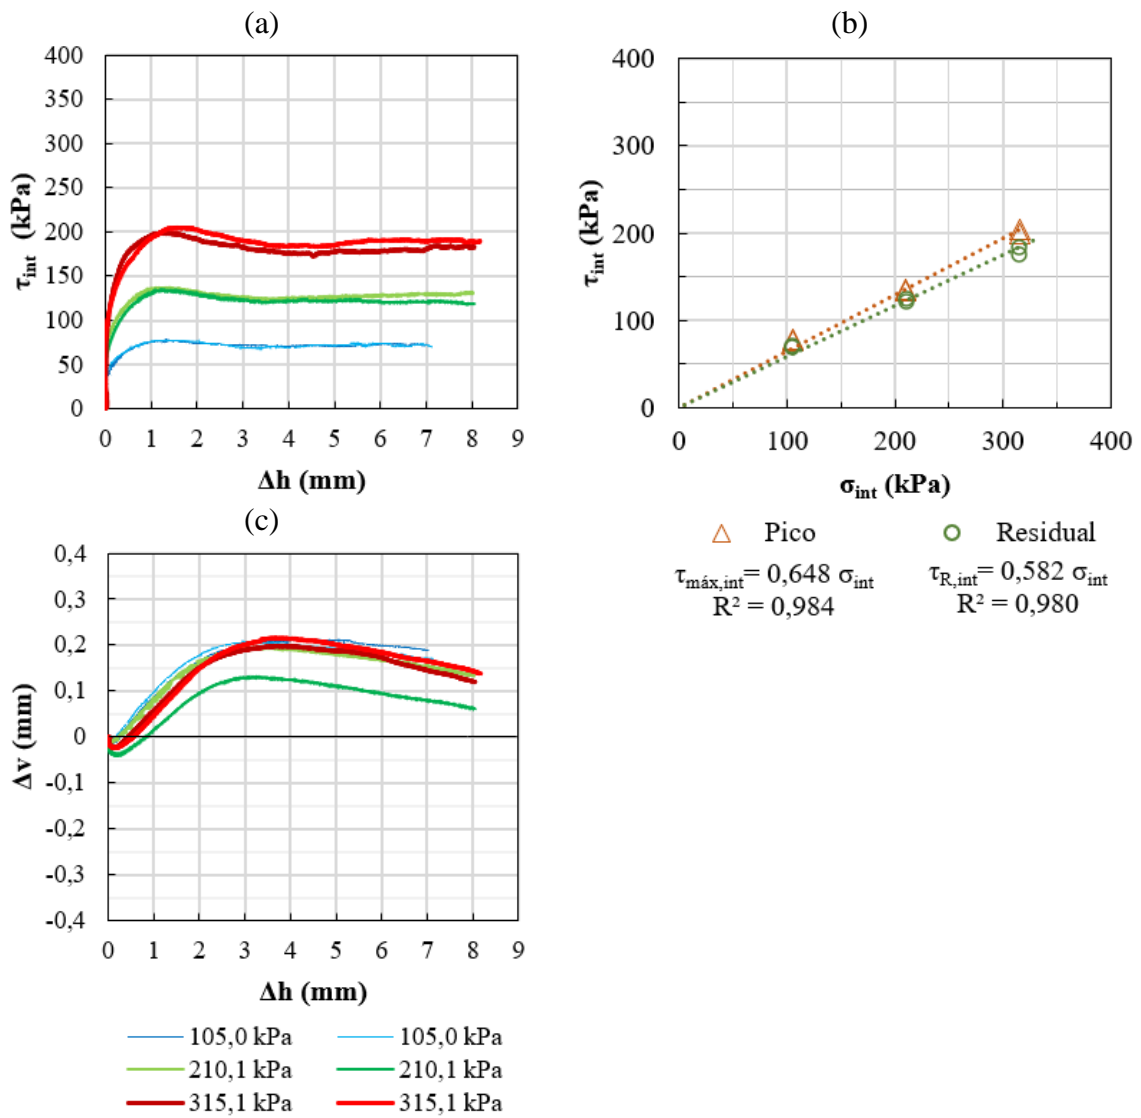 (a)
400
350
300
250
200
150
100
50
0
τint (kPa)
0 1 2 3 4 5 6 7 8 9
Δh (mm)
(b)
400
300
200
100
0
τint (kPa)
0 100 200 300 400
σint (kPa)
Pico Residual
τmáx,int= 0,648 σint τR,int= 0,582 σint
R² = 0,984 R² = 0,980
(c)
0,4
0,3
0,2
0,1
0
-0,1
-0,2
-0,3
-0,4
Δv (mm)
0 1 2 3 4 5 6 7 8 9
Δh (mm)
105,0 kPa 105,0 kPa
210,1 kPa 210,1 kPa
315,1 kPa 315,1 kPa